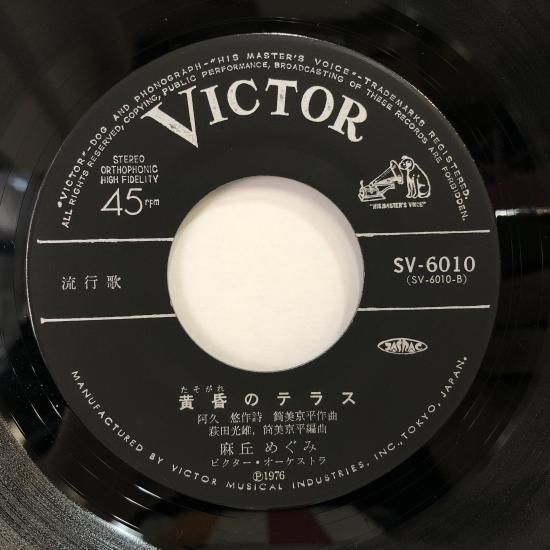 "VICTOR"-DOG AND PHONOGRAPH-"HIS MASTER'S VOICE"-TRADEMARKS REGISTERED.
ALL RIGHTS RESERVED, COPYING, PUBLIC PERFORMANCE, BROADCASTING OF THESE RECORDS ARE FORBIDDEN.
VICTOR
STEREO
ORTHOPHONIC
HIGH FIDELITY
45 rpm
"HIS MASTER'S VOICE"
流行歌
SV-6010
(SV-6010-B)
JASRAC
たそがれ
黄昏のテラス
阿久 悠作詩 筒美京平作曲
萩田光雄, 筒美京平編曲
麻丘 めぐみ
ビクター・オーケストラ
Ⓟ1976
MANUFACTURED BY VICTOR MUSICAL INDUSTRIES, INC., TOKYO, JAPAN.